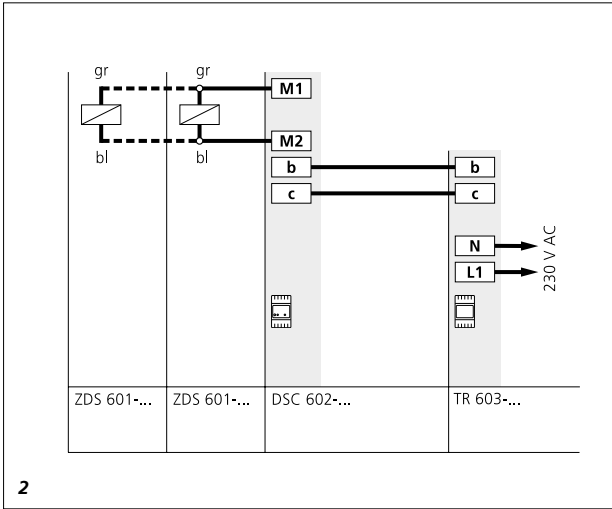 gr gr
M1
M2
bl bl
b b
c c
N
L1
230 V AC
ZDS 601-... ZDS 601-... DSC 602-... TR 603-...
2